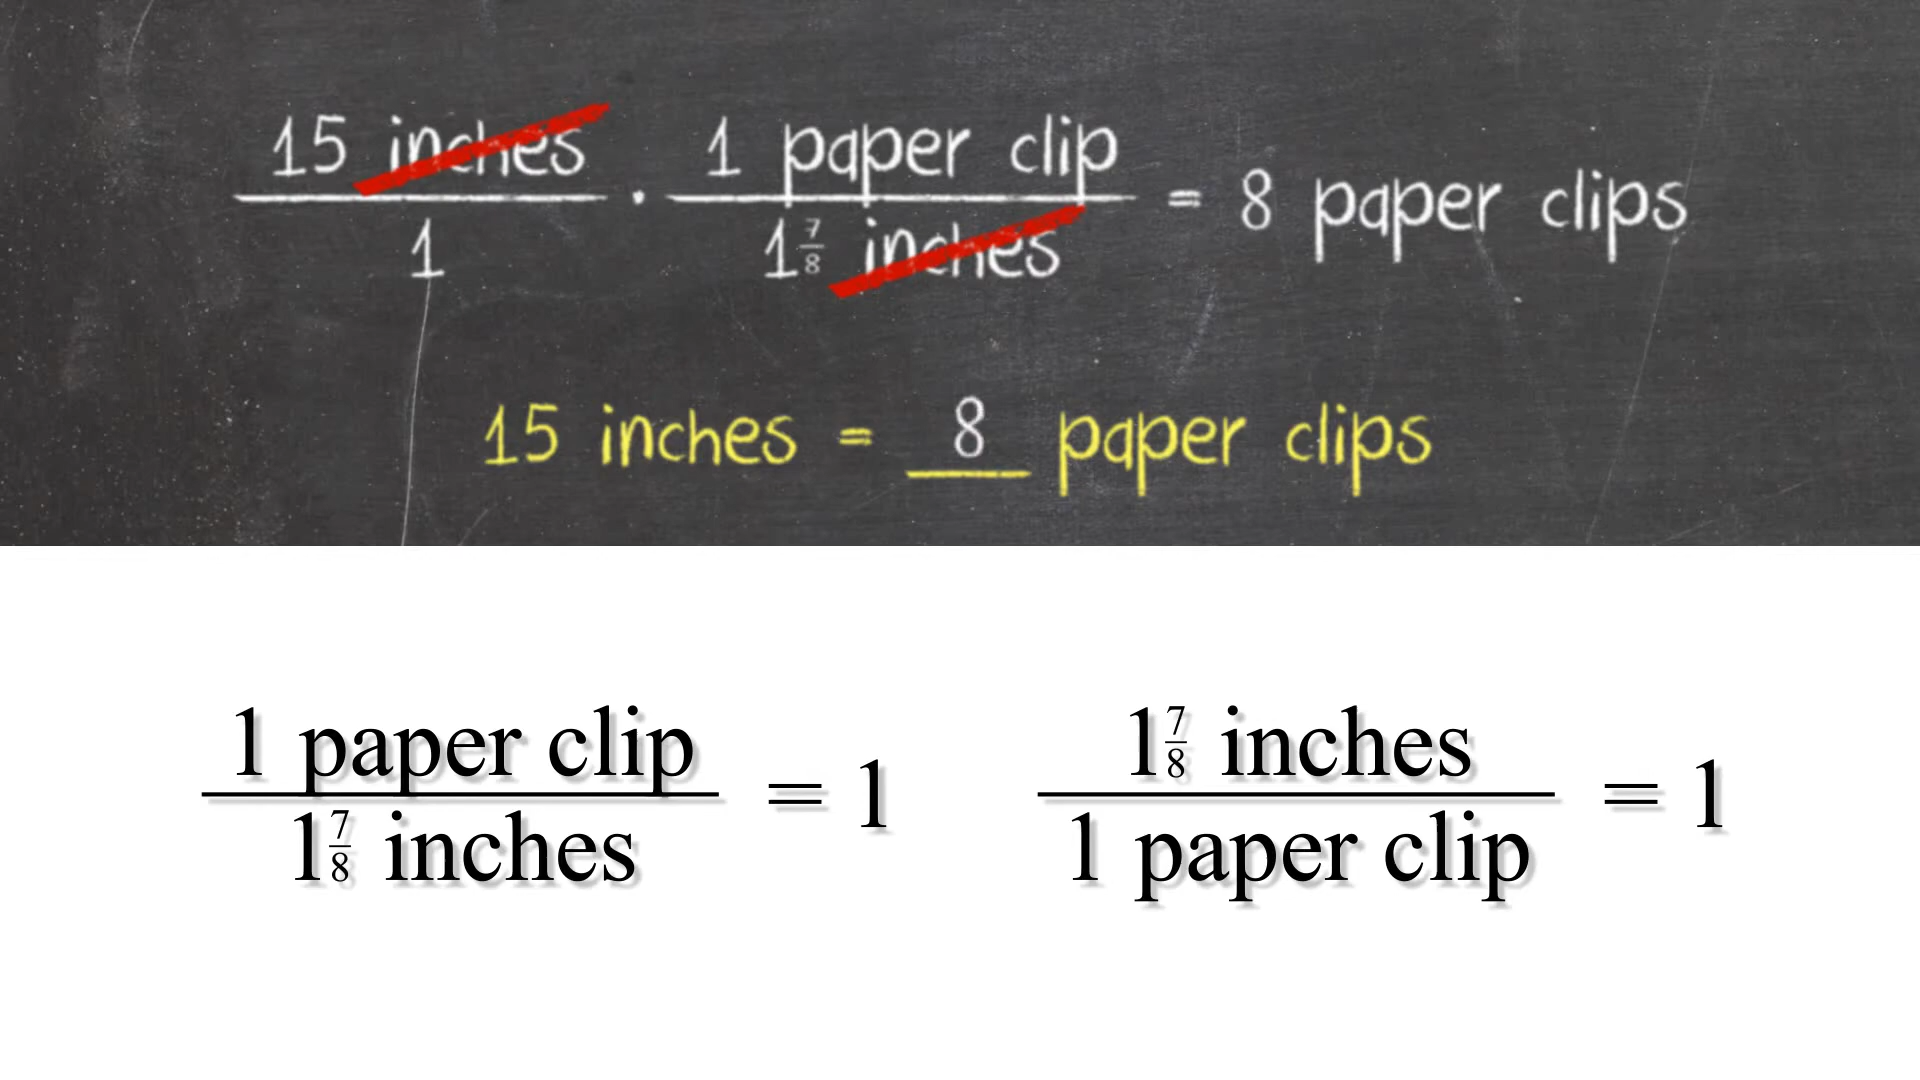 15 inches / 1 · 1 paper clip / 1 7/8 inches = 8 paper clips
15 inches = 8 paper clips
1 paper clip / 1 7/8 inches = 1
1 7/8 inches / 1 paper clip = 1